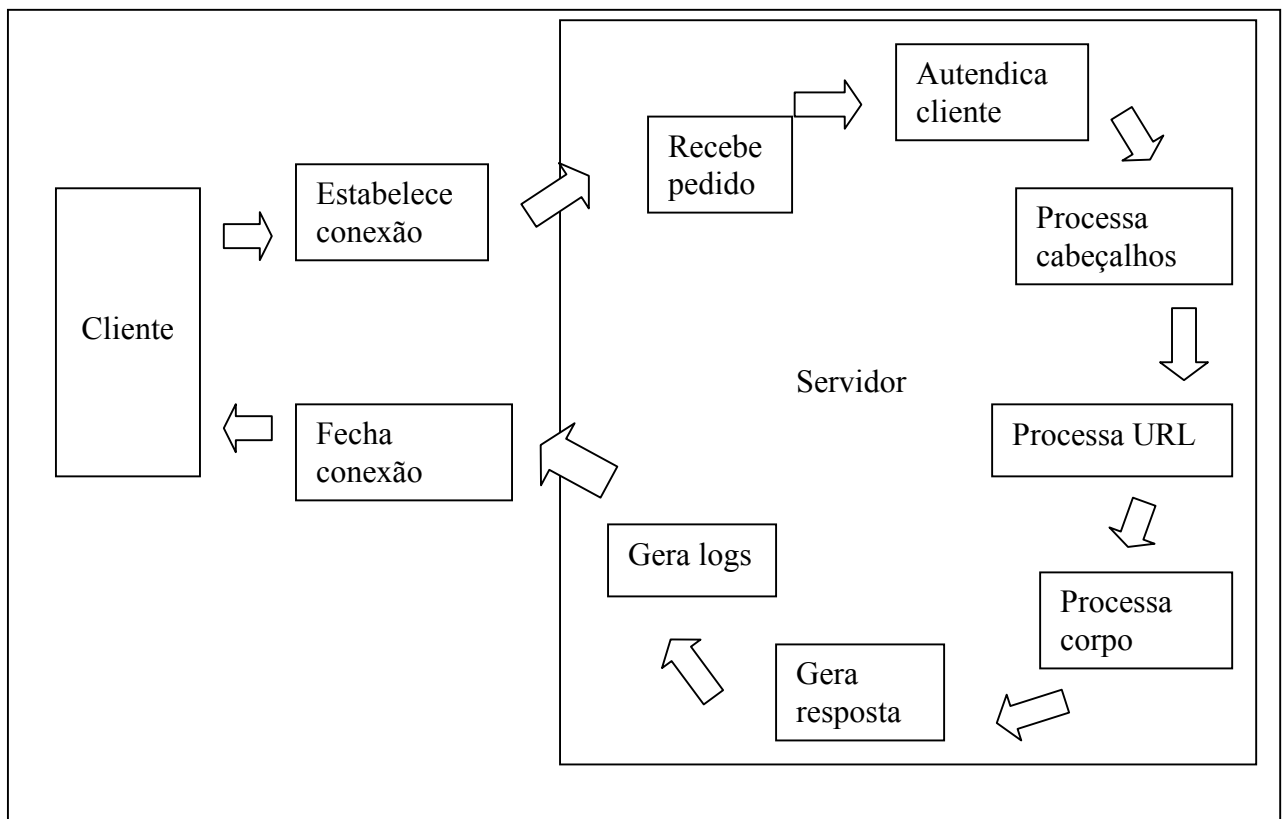 Cliente
Estabelece
conexão
Recebe
pedido
Autendica
cliente
Processa
cabeçalhos
Servidor
Processa URL
Processa
corpo
Gera
resposta
Gera logs
Fecha
conexão